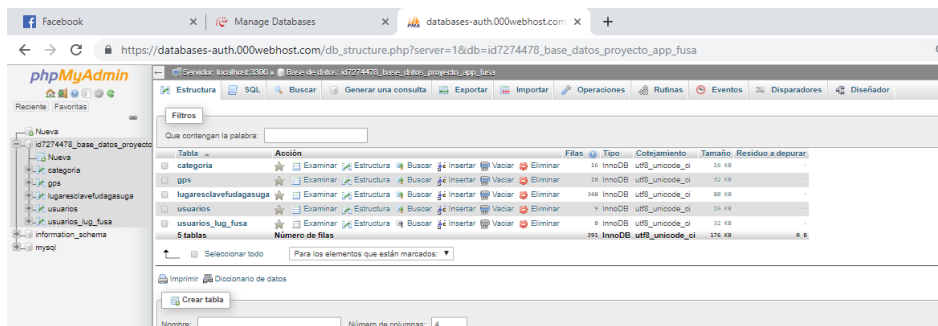 Facebook
Manage Databases
databases-auth.000webhost.com
https://databases-auth.000webhost.com/db_structure.php?server=1&db=id7274478_base_datos_proyecto_app_fusa
phpMyAdmin
Reciente Favoritas
Nueva
id7274478_base_datos_proyecto
Nueva
categoria
gps
lugaresclavefudagasuga
usuarios
usuarios_lug_fusa
information_schema
mysql
Servidor: localhost:3300 » Base de datos: id7274478_base_datos_proyecto_app_fusa
Estructura SQL Buscar Generar una consulta Exportar Importar Operaciones Rutinas Eventos Disparadores Diseñador
Filtros
Que contengan la palabra:
Tabla Acción Filas Tipo Cotejamiento Tamaño Residuo a depurar
categoria Examinar Estructura Buscar Insertar Vaciar Eliminar 16 InnoDB utf8_unicode_ci 16 KB -
gps Examinar Estructura Buscar Insertar Vaciar Eliminar 18 InnoDB utf8_unicode_ci 32 KB -
lugaresclavefudagasuga Examinar Estructura Buscar Insertar Vaciar Eliminar 348 InnoDB utf8_unicode_ci 80 KB -
usuarios Examinar Estructura Buscar Insertar Vaciar Eliminar 9 InnoDB utf8_unicode_ci 16 KB -
usuarios_lug_fusa Examinar Estructura Buscar Insertar Vaciar Eliminar 0 InnoDB utf8_unicode_ci 32 KB -
5 tablas Número de filas 391 InnoDB utf8_unicode_ci 176 KB 0 B
Seleccionar todo Para los elementos que están marcados:
Imprimir Diccionario de datos
Crear tabla
Nombre: Número de columnas: 4